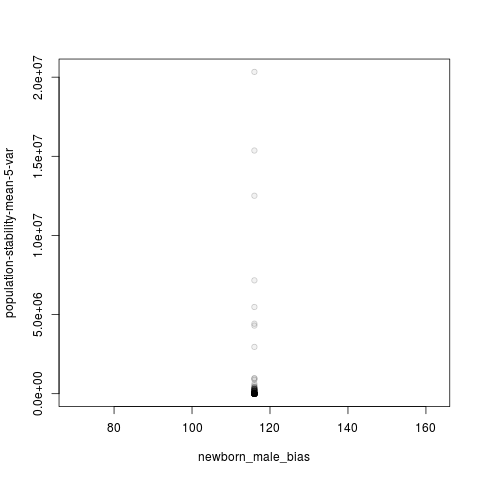 population-stability-mean-5-var
2.0e+07
1.5e+07
1.0e+07
5.0e+06
0.0e+00
80 100 120 140 160
newborn_male_bias